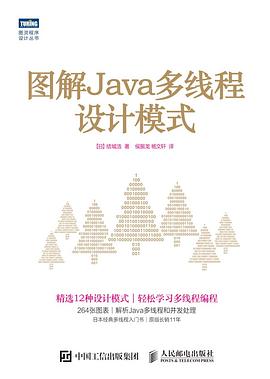 TURING
图灵程序
设计丛书
图解Java多线程
设计模式
[日] 结城浩 著 侯振龙 杨文轩 译
精选12种设计模式|轻松学习多线程编程
264张图表|解析Java多线程和并发处理
日本经典多线程入门书|原版长销11年
中国工信出版集团 人民邮电出版社
POSTS & TELECOM PRESS